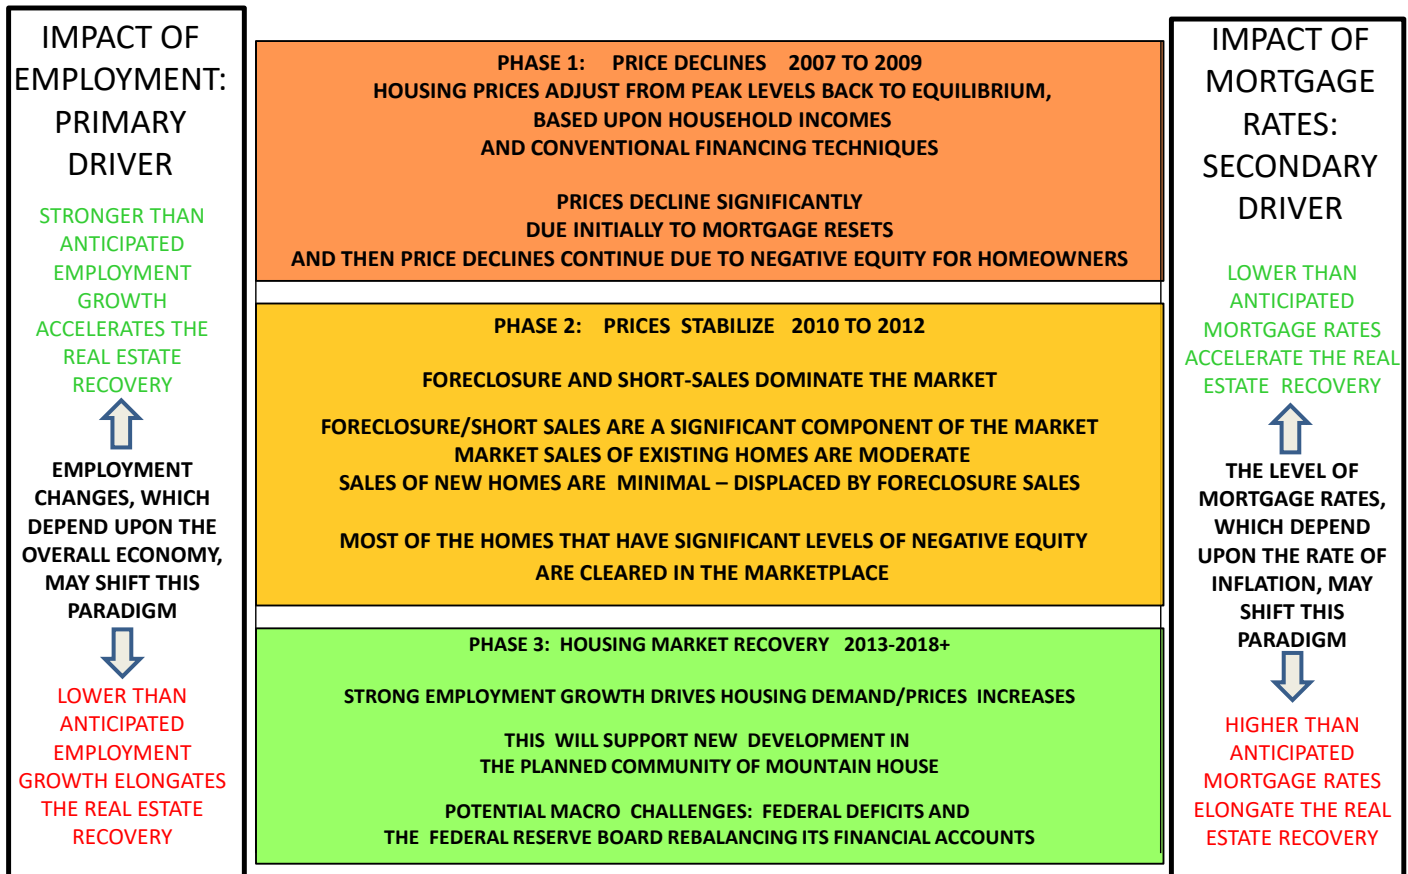 IMPACT OF
EMPLOYMENT:
PRIMARY
DRIVER
STRONGER THAN
ANTICIPATED
EMPLOYMENT
GROWTH
ACCELERATES THE
REAL ESTATE
RECOVERY
EMPLOYMENT
CHANGES, WHICH
DEPEND UPON THE
OVERALL ECONOMY,
MAY SHIFT THIS
PARADIGM
LOWER THAN
ANTICIPATED
EMPLOYMENT
GROWTH ELONGATES
THE REAL ESTATE
RECOVERY
PHASE 1: PRICE DECLINES 2007 TO 2009
HOUSING PRICES ADJUST FROM PEAK LEVELS BACK TO EQUILIBRIUM,
BASED UPON HOUSEHOLD INCOMES
AND CONVENTIONAL FINANCING TECHNIQUES
PRICES DECLINE SIGNIFICANTLY
DUE INITIALLY TO MORTGAGE RESETS
AND THEN PRICE DECLINES CONTINUE DUE TO NEGATIVE EQUITY FOR HOMEOWNERS
PHASE 2: PRICES STABILIZE 2010 TO 2012
FORECLOSURE AND SHORT-SALES DOMINATE THE MARKET
FORECLOSURE/SHORT SALES ARE A SIGNIFICANT COMPONENT OF THE MARKET
MARKET SALES OF EXISTING HOMES ARE MODERATE
SALES OF NEW HOMES ARE MINIMAL – DISPLACED BY FORECLOSURE SALES
MOST OF THE HOMES THAT HAVE SIGNIFICANT LEVELS OF NEGATIVE EQUITY
ARE CLEARED IN THE MARKETPLACE
PHASE 3: HOUSING MARKET RECOVERY 2013-2018+
STRONG EMPLOYMENT GROWTH DRIVES HOUSING DEMAND/PRICES INCREASES
THIS WILL SUPPORT NEW DEVELOPMENT IN
THE PLANNED COMMUNITY OF MOUNTAIN HOUSE
POTENTIAL MACRO CHALLENGES: FEDERAL DEFICITS AND
THE FEDERAL RESERVE BOARD REBALANCING ITS FINANCIAL ACCOUNTS
IMPACT OF
MORTGAGE
RATES:
SECONDARY
DRIVER
LOWER THAN
ANTICIPATED
MORTGAGE RATES
ACCELERATE THE REAL
ESTATE RECOVERY
THE LEVEL OF
MORTGAGE RATES,
WHICH DEPEND
UPON THE RATE OF
INFLATION, MAY
SHIFT THIS
PARADIGM
HIGHER THAN
ANTICIPATED
MORTGAGE RATES
ELONGATE THE REAL
ESTATE RECOVERY